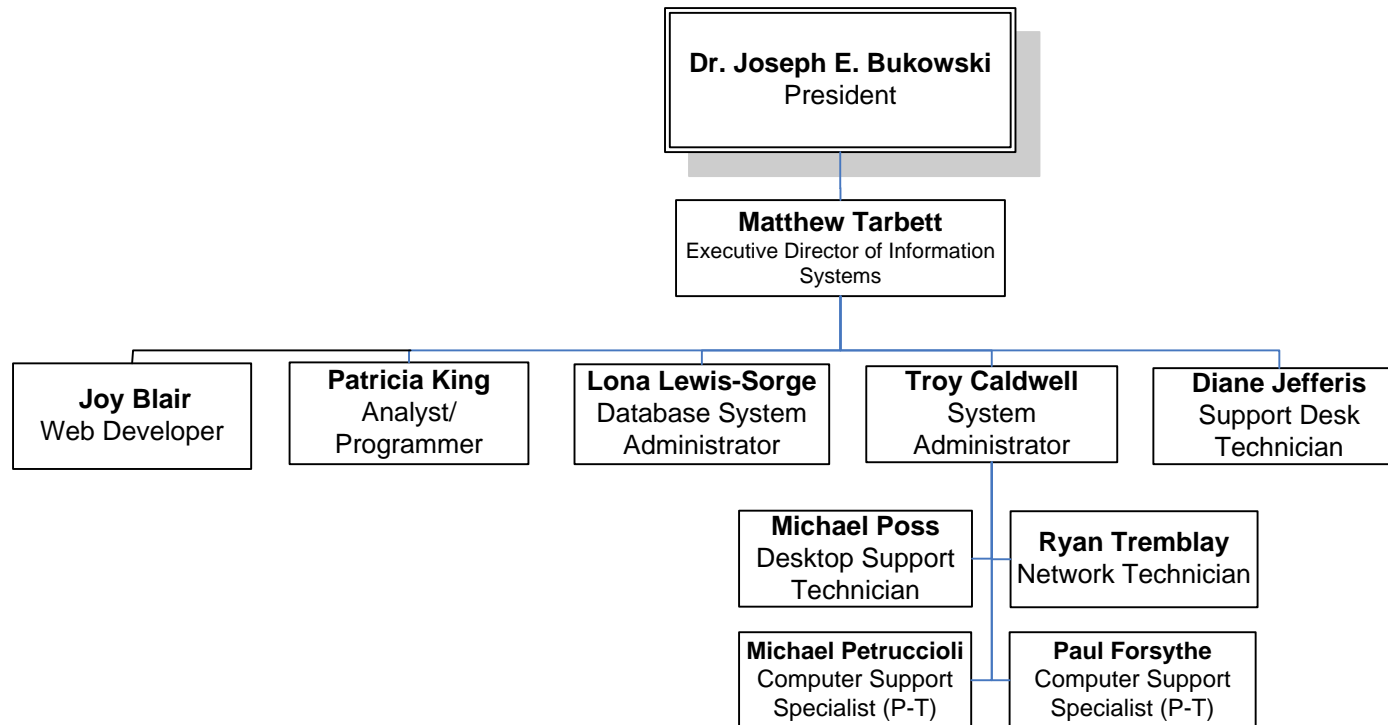 Dr. Joseph E. Bukowski
President
Matthew Tarbett
Executive Director of Information
Systems
Joy Blair
Web Developer
Patricia King
Analyst/
Programmer
Lona Lewis-Sorge
Database System
Administrator
Troy Caldwell
System
Administrator
Diane Jefferis
Support Desk
Technician
Michael Poss
Desktop Support
Technician
Ryan Tremblay
Network Technician
Michael Petruccioli
Computer Support
Specialist (P-T)
Paul Forsythe
Computer Support
Specialist (P-T)